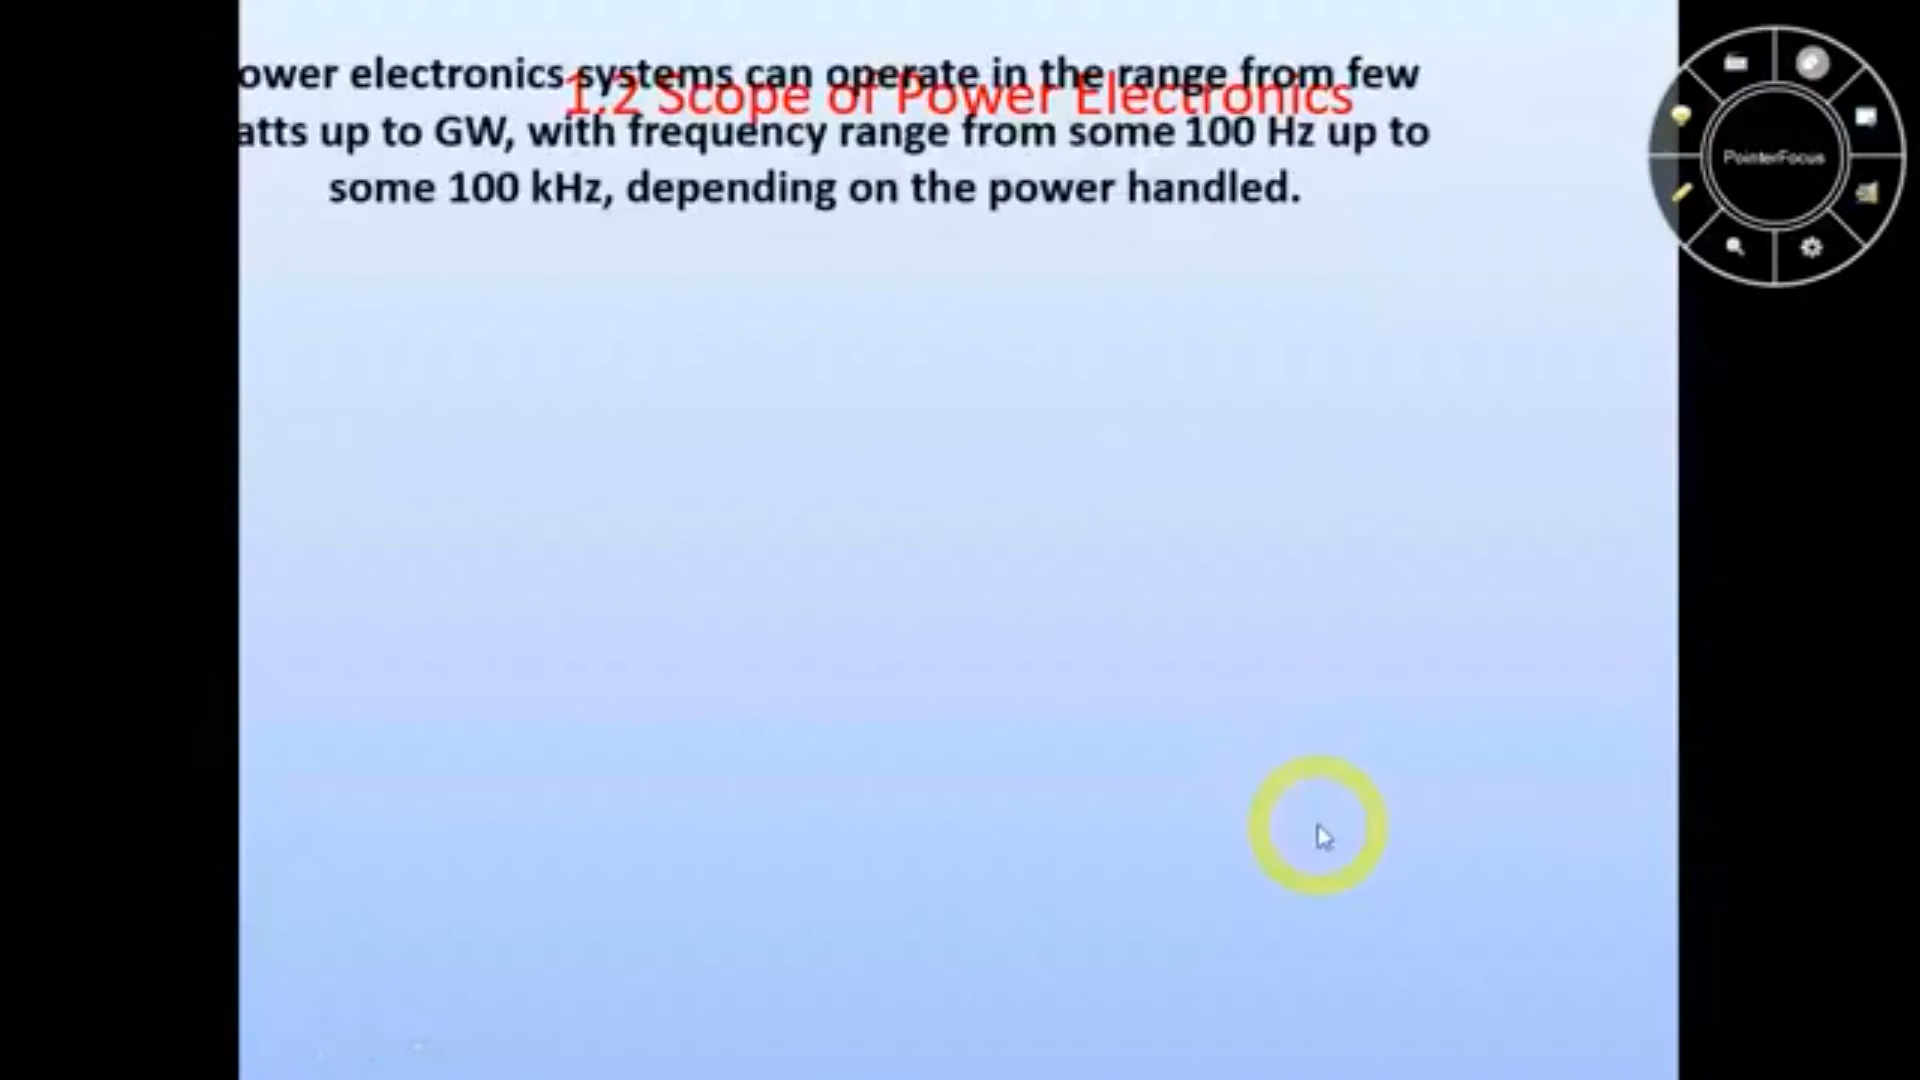 ower electronics systems can operate in the range from few
1.2 Scope of Power Electronics
atts up to GW, with frequency range from some 100 Hz up to
some 100 kHz, depending on the power handled.
PointerFocus